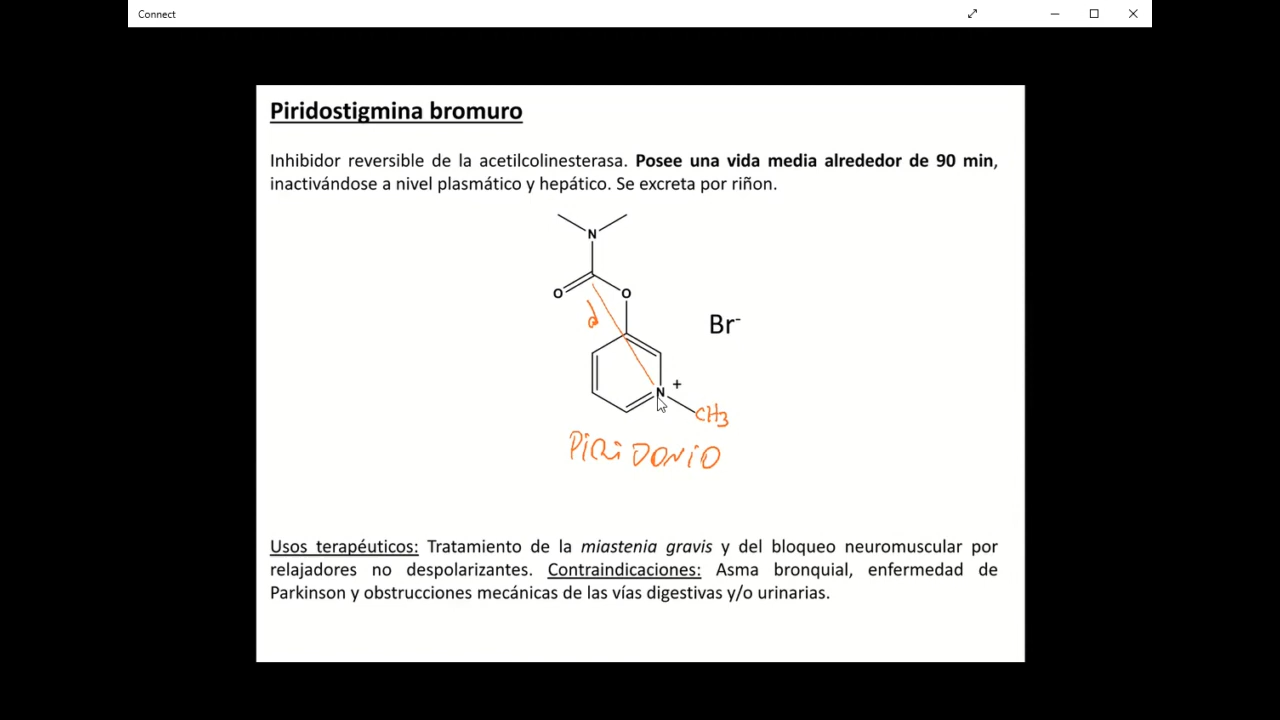 Connect
Piridostigmina bromuro
Inhibidor reversible de la acetilcolinesterasa. Posee una vida media alrededor de 90 min,
inactivándose a nivel plasmático y hepático. Se excreta por riñon.
N
O
O
d
Br-
N
+
CH3
PiRiDONiO
Usos terapéuticos: Tratamiento de la miastenia gravis y del bloqueo neuromuscular por
relajadores no despolarizantes. Contraindicaciones: Asma bronquial, enfermedad de
Parkinson y obstrucciones mecánicas de las vías digestivas y/o urinarias.